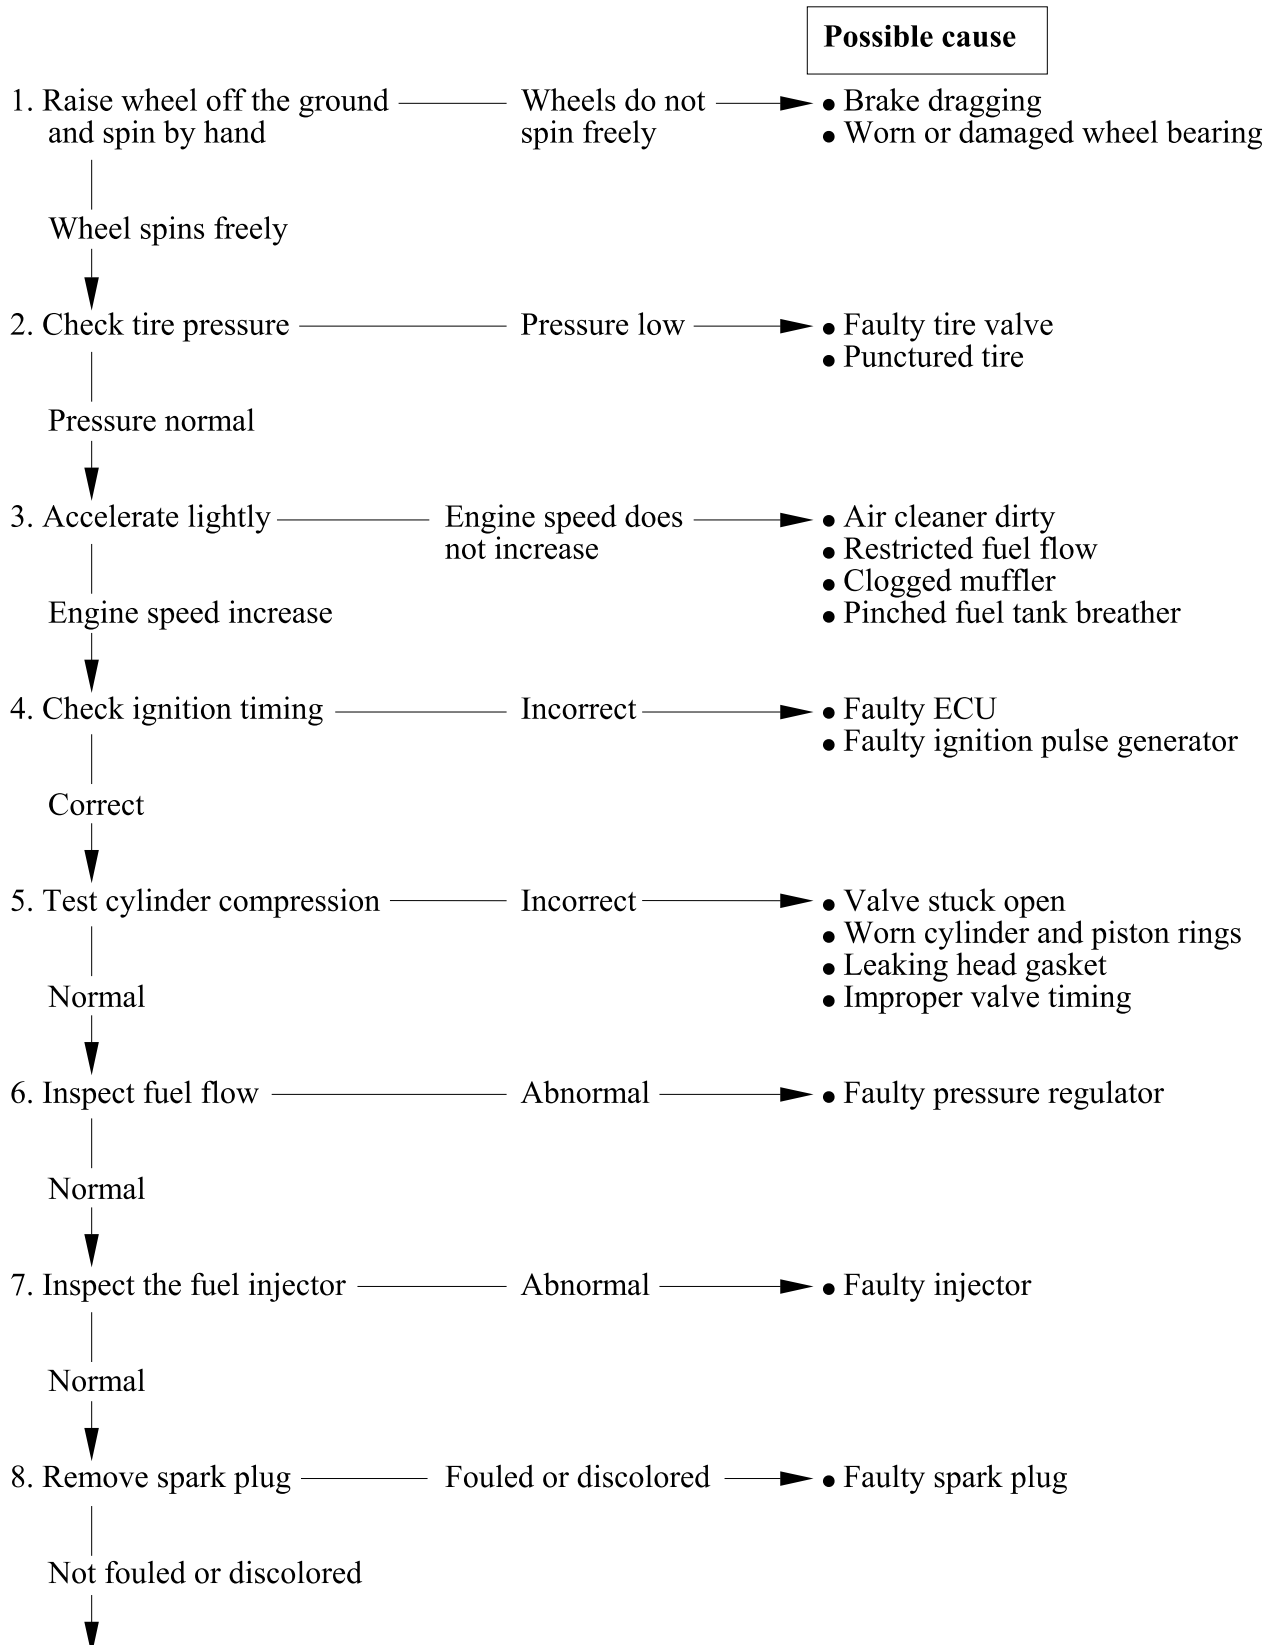 Possible cause
1. Raise wheel off the ground Wheels do not ● Brake dragging
and spin by hand spin freely ● Worn or damaged wheel bearing
Wheel spins freely
2. Check tire pressure Pressure low ● Faulty tire valve
● Punctured tire
Pressure normal
3. Accelerate lightly Engine speed does ● Air cleaner dirty
not increase ● Restricted fuel flow
● Clogged muffler
Engine speed increase ● Pinched fuel tank breather
4. Check ignition timing Incorrect ● Faulty ECU
● Faulty ignition pulse generator
Correct
5. Test cylinder compression Incorrect ● Valve stuck open
● Worn cylinder and piston rings
● Leaking head gasket
Normal ● Improper valve timing
6. Inspect fuel flow Abnormal ● Faulty pressure regulator
Normal
7. Inspect the fuel injector Abnormal ● Faulty injector
Normal
8. Remove spark plug Fouled or discolored ● Faulty spark plug
Not fouled or discolored